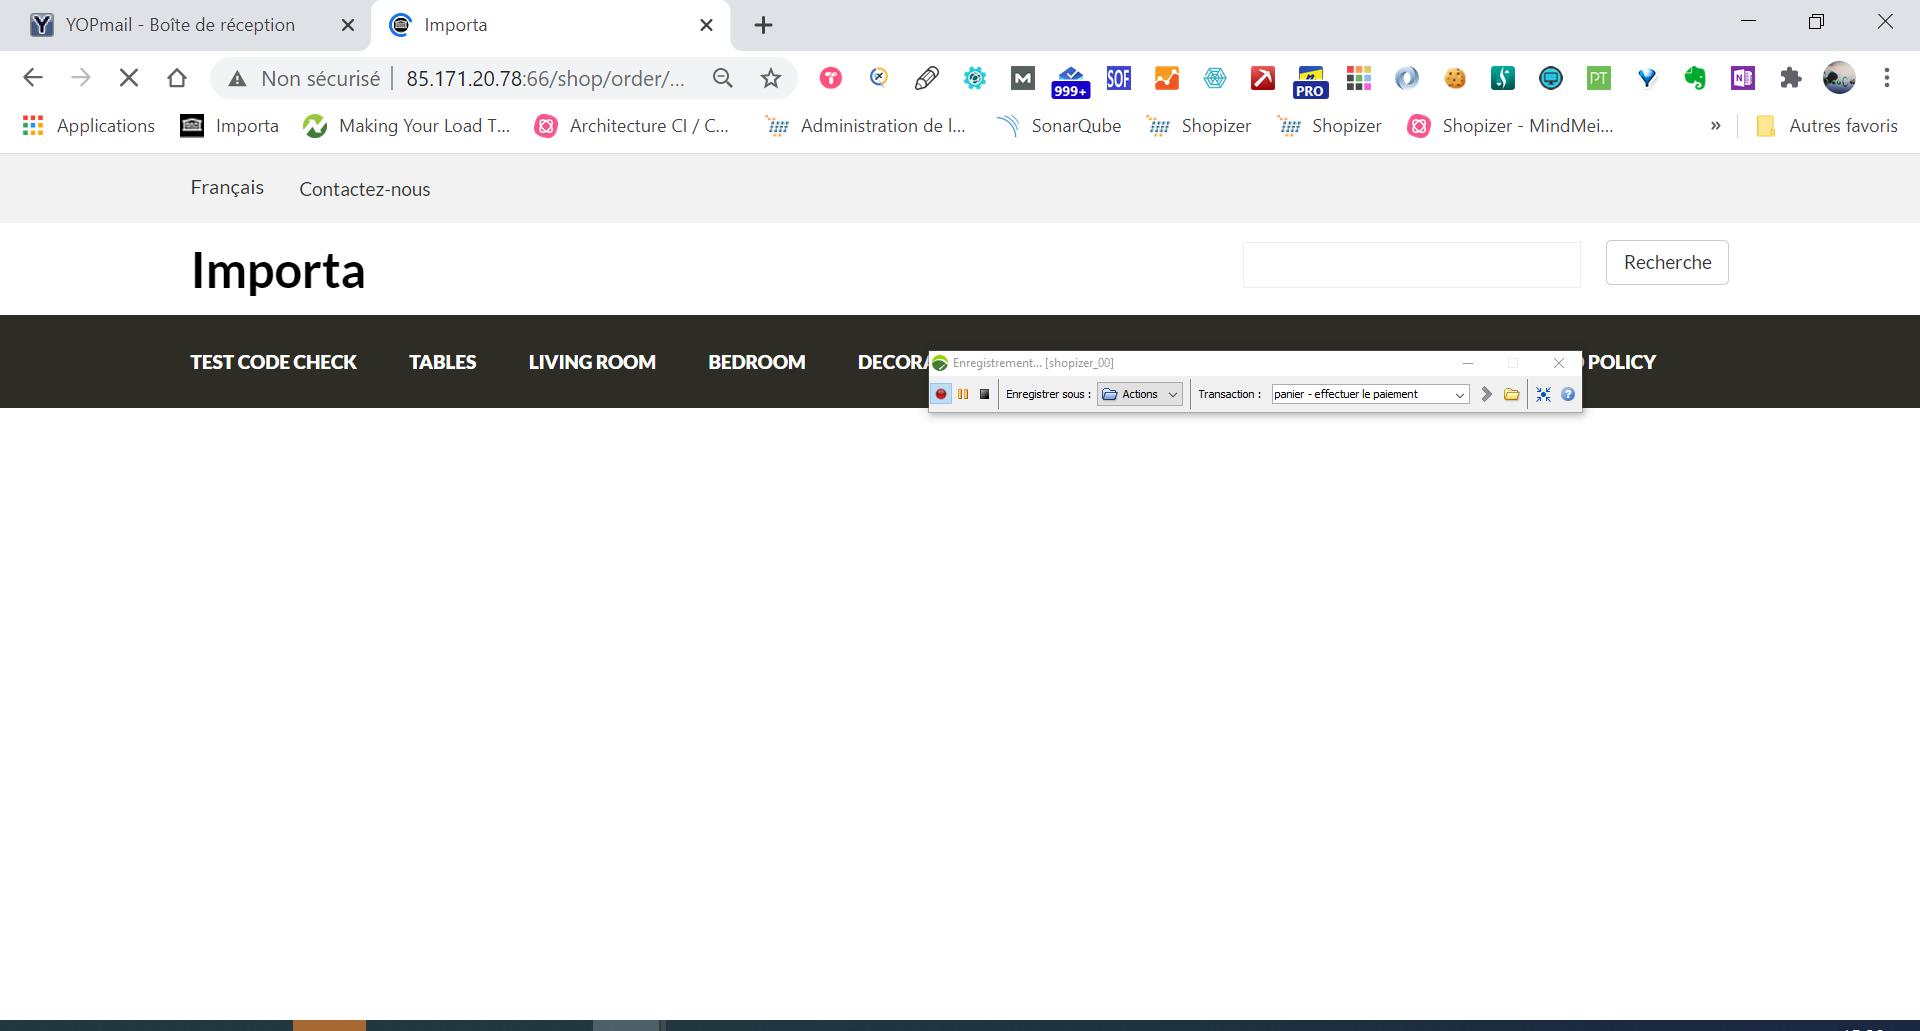 YOPmail - Boîte de réception
Importa
Non sécurisé
85.171.20.78:66/shop/order/...
999+
SOF
PRO
PT
Applications
Importa
Making Your Load T...
Architecture CI / C...
Administration de l...
SonarQube
Shopizer
Shopizer
Shopizer - MindMei...
»
Autres favoris
Français
Contactez-nous
Importa
Recherche
TEST CODE CHECK
TABLES
LIVING ROOM
BEDROOM
DECORA
POLICY
Enregistrement... [shopizer_00]
Enregistrer sous :
Actions
Transaction :
panier - effectuer le paiement